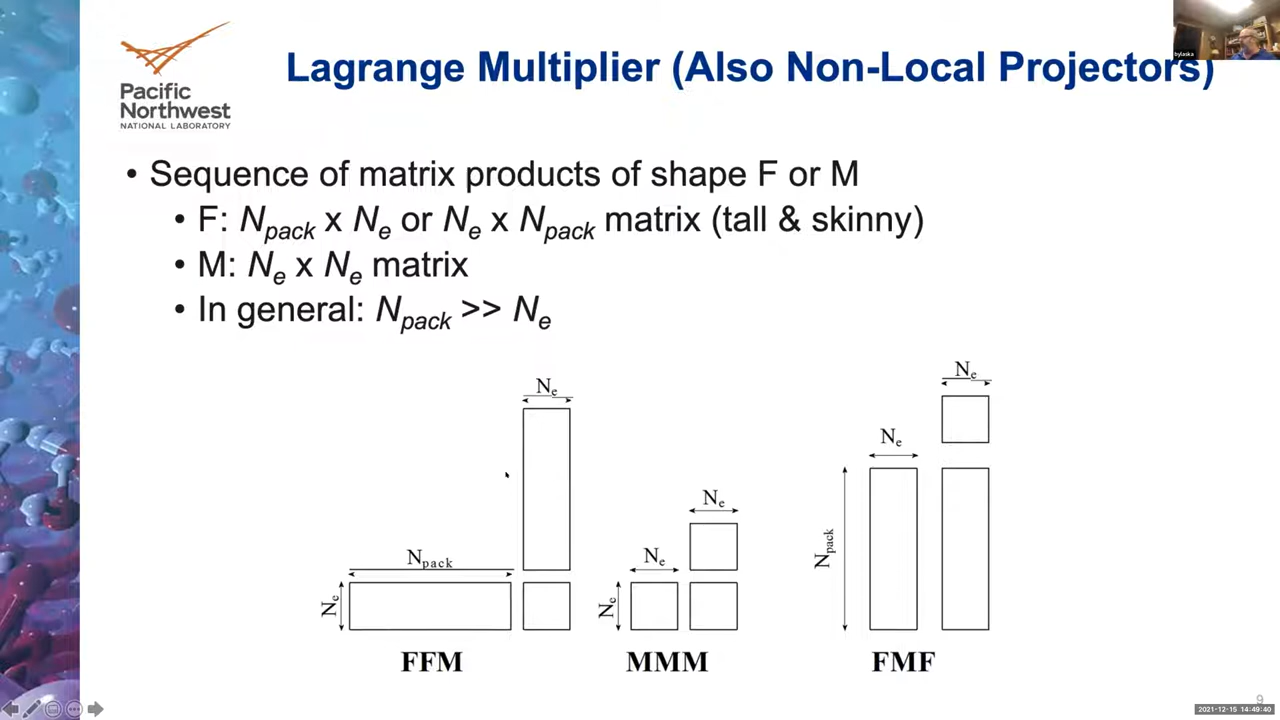 Pacific
Northwest
NATIONAL LABORATORY
Lagrange Multiplier (Also Non-Local Projectors)
bylaska
• Sequence of matrix products of shape F or M
• F: Npack x Ne or Ne x Npack matrix (tall & skinny)
• M: Ne x Ne matrix
• In general: Npack >> Ne
Ne
Npack
Ne
FFM
Ne
Ne
Ne
MMM
Ne
Ne
Npack
FMF
9
2021-12-15 14:49:40